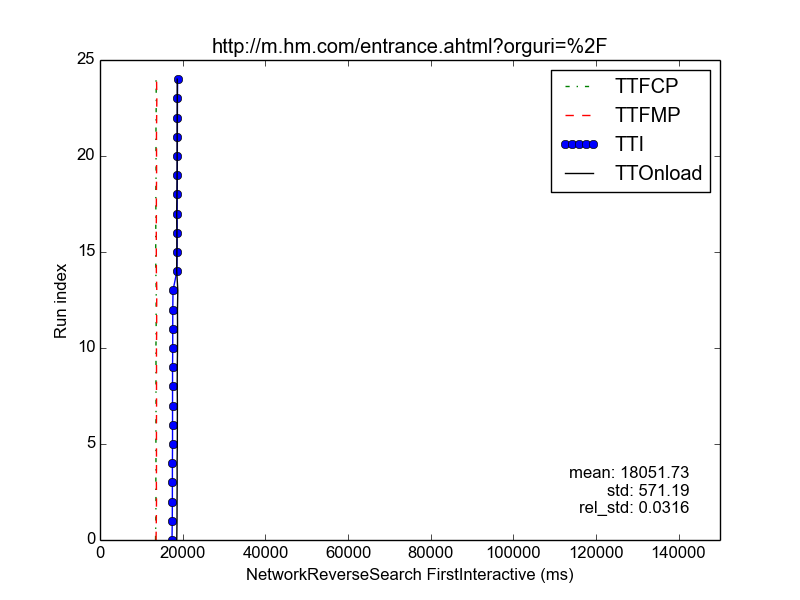 http://m.hm.com/entrance.ahtml?orguri=%2F
25
20
15
10
5
0
Run index
TTFCP
TTFMP
TTI
TTOnload
mean: 18051.73
std: 571.19
rel_std: 0.0316
0 20000 40000 60000 80000 100000 120000 140000
NetworkReverseSearch FirstInteractive (ms)